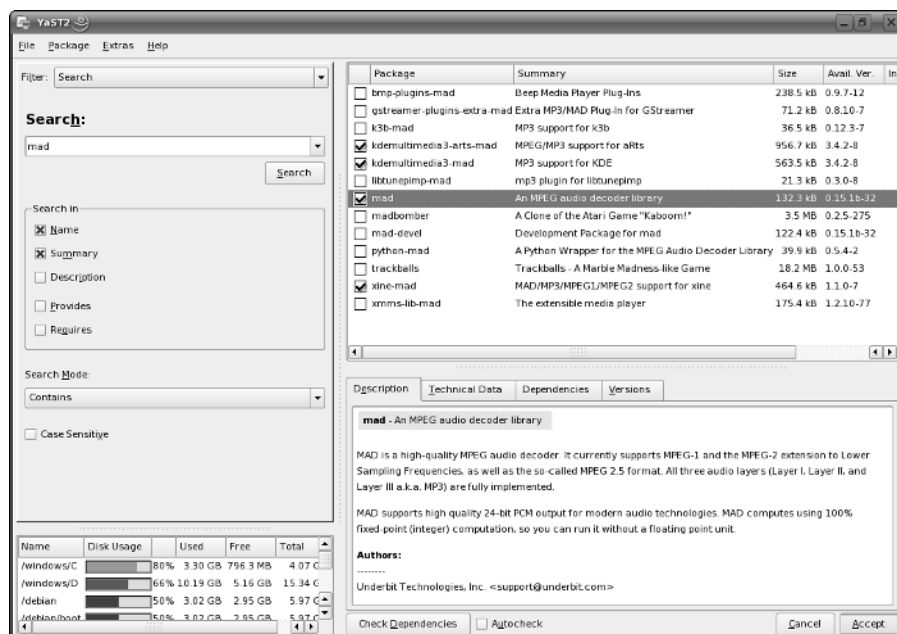 YaST2
File Package Extras Help
Filter: Search
Search:
mad
Search
Search in
Name
Summary
Description
Provides
Requires
Search Mode:
Contains
Case Sensitive
Name Disk Usage Used Free Total
/windows/C 80% 3.30 GB 796.3 MB 4.07 G
/windows/D 66% 10.19 GB 5.16 GB 15.34 G
/debian 50% 3.02 GB 2.95 GB 5.97 G
/debian/boot 50% 3.02 GB 2.95 GB 5.97 G
Package Summary Size Avail. Ver. In
bmp-plugins-mad Beep Media Player Plug-Ins 238.5 kB 0.9.7-12
gstreamer-plugins-extra-mad Extra MP3/MAD Plug-In for GStreamer 71.2 kB 0.8.10-7
k3b-mad MP3 support for k3b 36.5 kB 0.12.3-7
kdemultimedia3-arts-mad MPEG/MP3 support for aRts 956.7 kB 3.4.2-8
kdemultimedia3-mad MP3 support for KDE 563.5 kB 3.4.2-8
libtunepimp-mad mp3 plugin for libtunepimp 21.3 kB 0.3.0-8
mad An MPEG audio decoder library 132.3 kB 0.15.1b-32
madbomber A Clone of the Atari Game "Kaboom!" 3.5 MB 0.2.5-275
mad-devel Development Package for mad 122.4 kB 0.15.1b-32
python-mad A Python Wrapper for the MPEG Audio Decoder Library 39.9 kB 0.5.4-2
trackballs Trackballs - A Marble Madness-like Game 18.2 MB 1.0.0-53
xine-mad MAD/MP3/MPEG1/MPEG2 support for xine 464.6 kB 1.1.0-7
xmms-lib-mad The extensible media player 175.4 kB 1.2.10-77
Description Technical Data Dependencies Versions
mad - An MPEG audio decoder library
MAD is a high-quality MPEG audio decoder. It currently supports MPEG-1 and the MPEG-2 extension to Lower
Sampling Frequencies, as well as the so-called MPEG 2.5 format. All three audio layers (Layer I, Layer II, and
Layer III a.k.a. MP3) are fully implemented.
MAD supports high quality 24-bit PCM output for modern audio technologies. MAD computes using 100%
fixed-point (integer) computation, so you can run it without a floating point unit.
Authors:
--------
Underbit Technologies, Inc. <support@underbit.com>
Check Dependencies Autocheck Cancel Accept